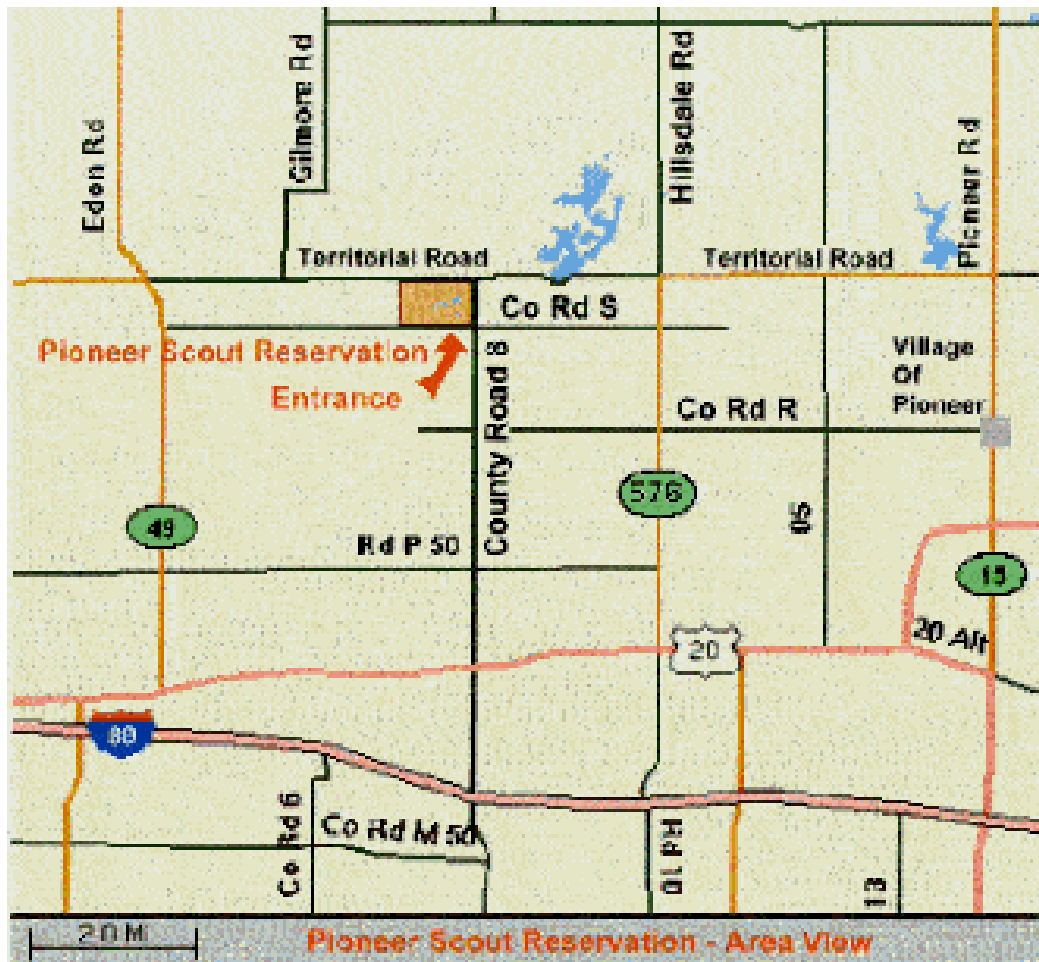 Gilmore Rd
Hillsdale Rd
Edon Rd
Pioneer Rd
Territorial Road
Territorial Road
Co Rd S
Pioneer Scout Reservation
Entrance
Village
Of
Pioneer
County Road 8
Co Rd R
576
49
Rd P 50
15
20 Alt
20
80
Co Rd 6
Co Rd M 50
Rd 10
13
2.0 M
Pioneer Scout Reservation - Area View